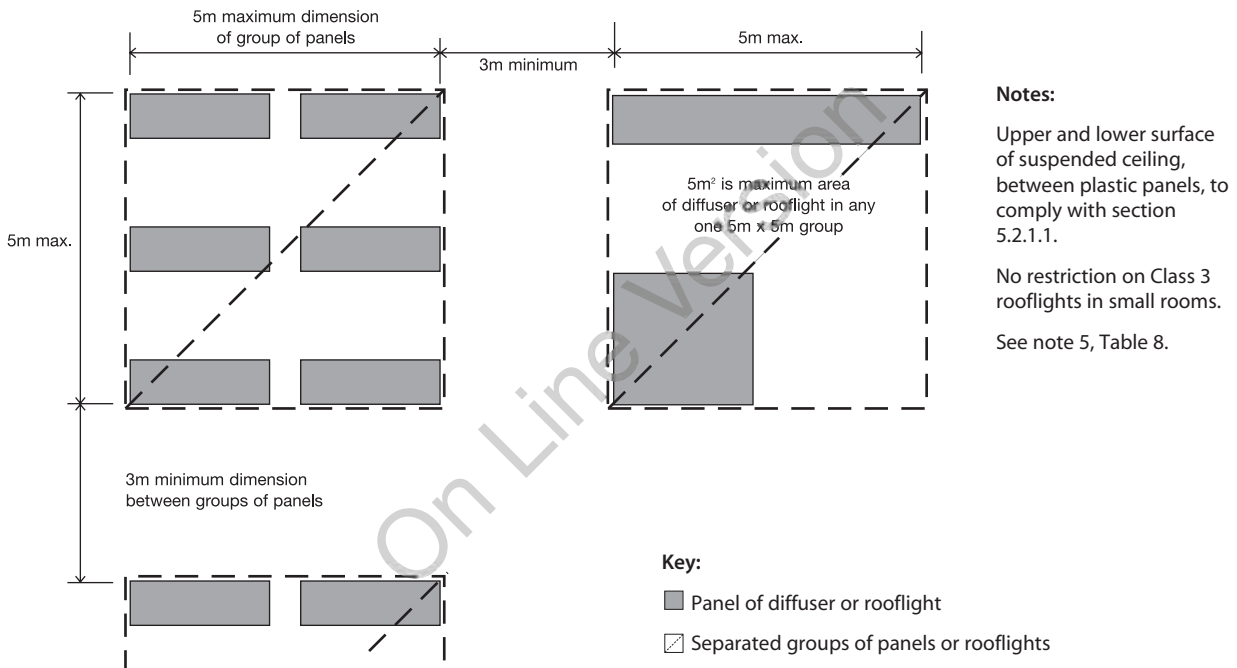 5m maximum dimension
of group of panels
5m max.
3m minimum
5m max.
5m² is maximum area
of diffuser or rooflight in any
one 5m x 5m group
3m minimum dimension
between groups of panels
Notes:
Upper and lower surface
of suspended ceiling,
between plastic panels, to
comply with section
5.2.1.1.
No restriction on Class 3
rooflights in small rooms.
See note 5, Table 8.
Key:
Panel of diffuser or rooflight
Separated groups of panels or rooflights
On Line Version